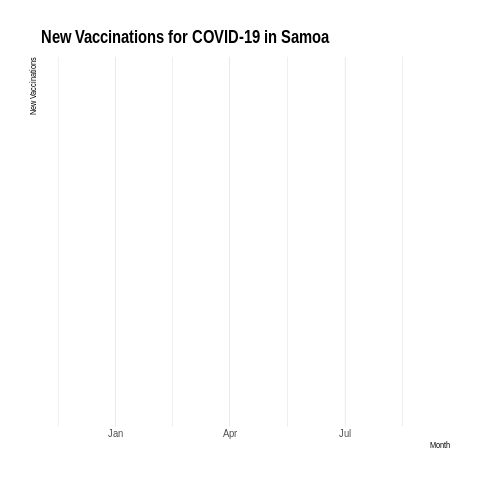 New Vaccinations for COVID-19 in Samoa
New Vaccinations
Jan Apr Jul
Month